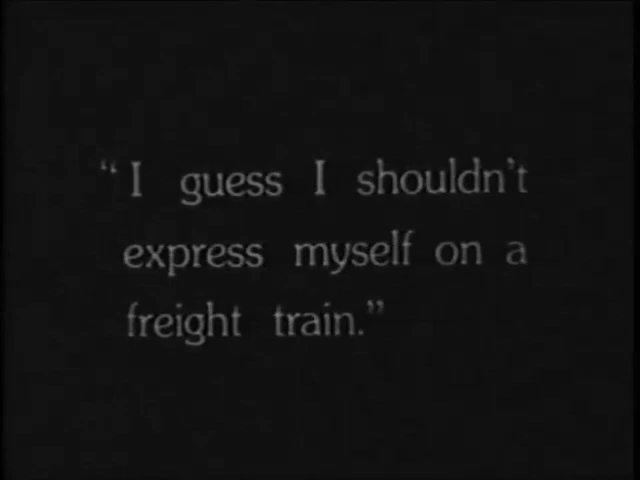 “I guess I shouldn’t
express myself on a
freight train.”